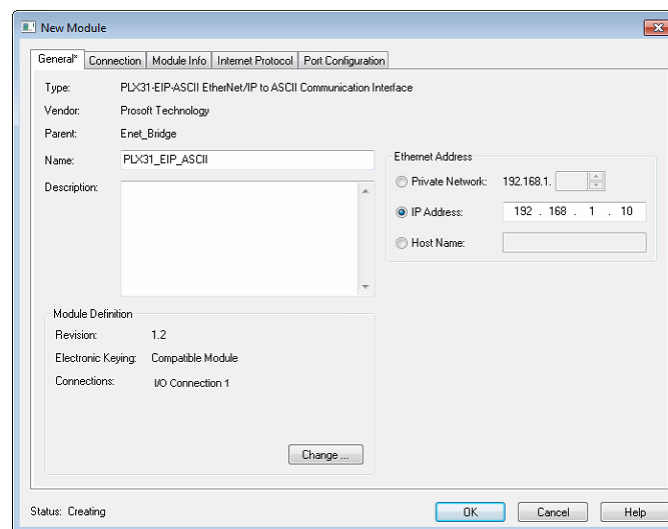 New Module
General* Connection Module Info Internet Protocol Port Configuration
Type: PLX31-EIP-ASCII EtherNet/IP to ASCII Communication Interface
Vendor: Prosoft Technology
Parent: Enet_Bridge
Name: PLX31_EIP_ASCII
Description:
Ethernet Address
Private Network: 192.168.1.
IP Address: 192 . 168 . 1 . 10
Host Name:
Module Definition
Revision: 1.2
Electronic Keying: Compatible Module
Connections: I/O Connection 1
Change ...
Status: Creating
OK Cancel Help